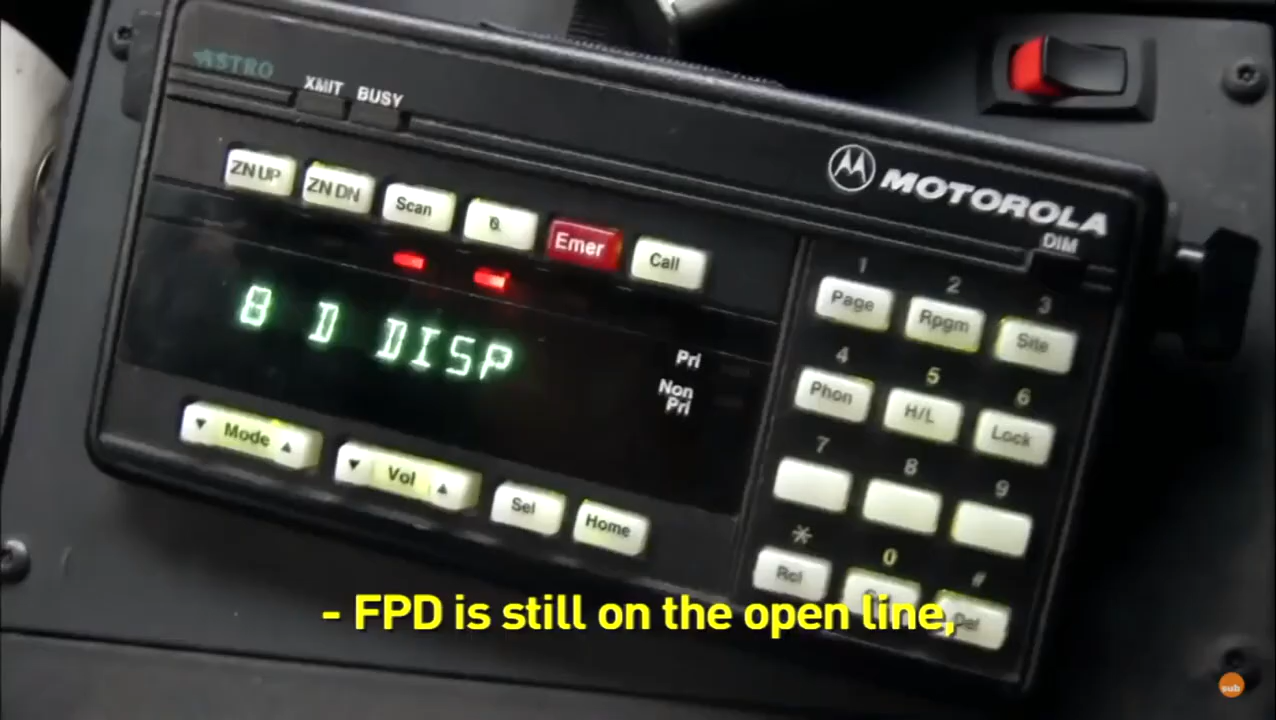 ASTRO
XMIT BUSY
MOTOROLA
DIM
ZN UP ZN DN Scan Emer Call
8 D DISP
Pri
Non
Pri
Mode Vol Sel Home
1 2 3
Page Rpgm Site
4 5 6
Phon H/L Lock
7 8 9
* 0 #
Rcl Del
- FPD is still on the open line,
sub